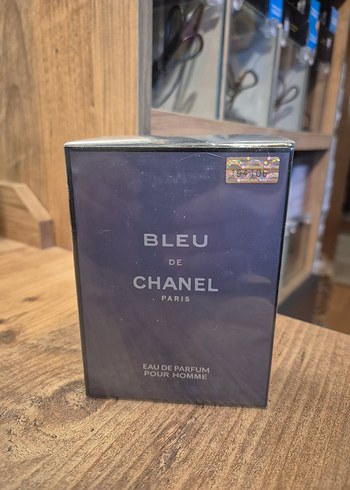 BLEU
DE
CHANEL
PARIS
EAU DE PARFUM
POUR HOMME